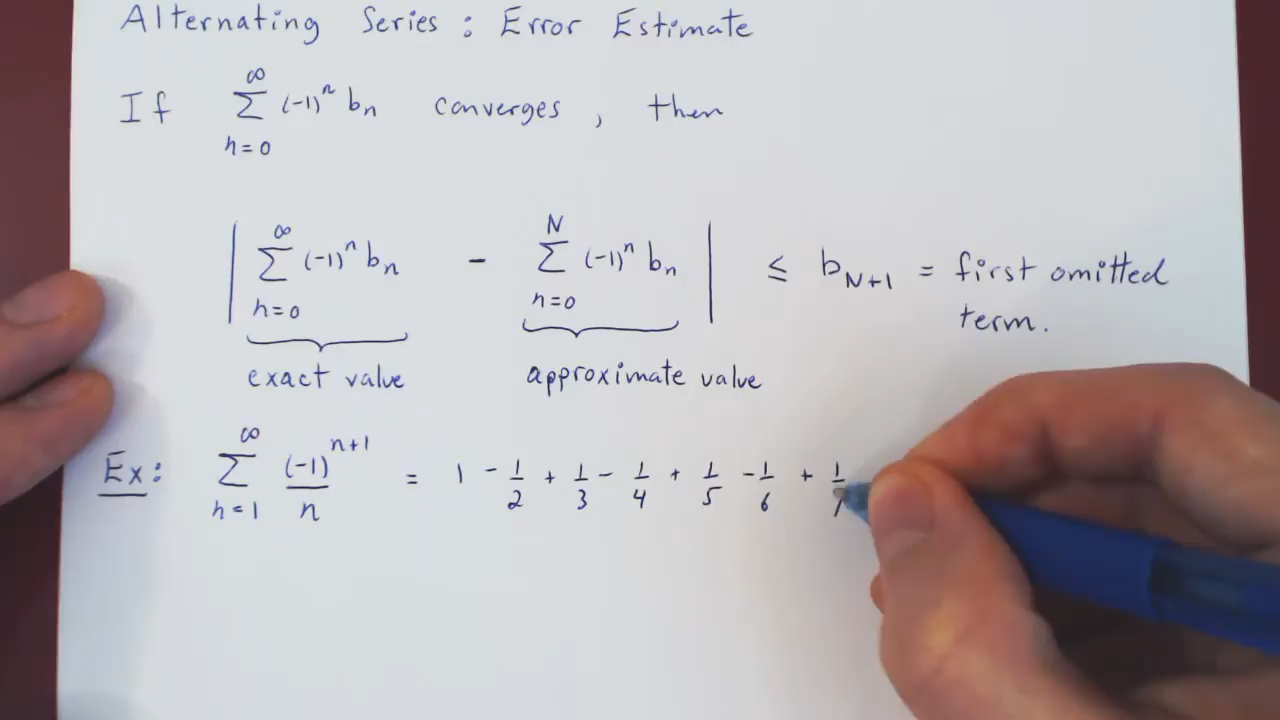 Alternating Series : Error Estimate
If ∑_{n=0}^{∞} (-1)^n b_n converges, then
| ∑_{n=0}^{∞} (-1)^n b_n - ∑_{n=0}^{N} (-1)^n b_n | ≤ b_{N+1} = first omitted
term.
exact value approximate value
Ex: ∑_{n=1}^{∞} (-1)^{n+1}/n = 1 - 1/2 + 1/3 - 1/4 + 1/5 - 1/6 + 1/7